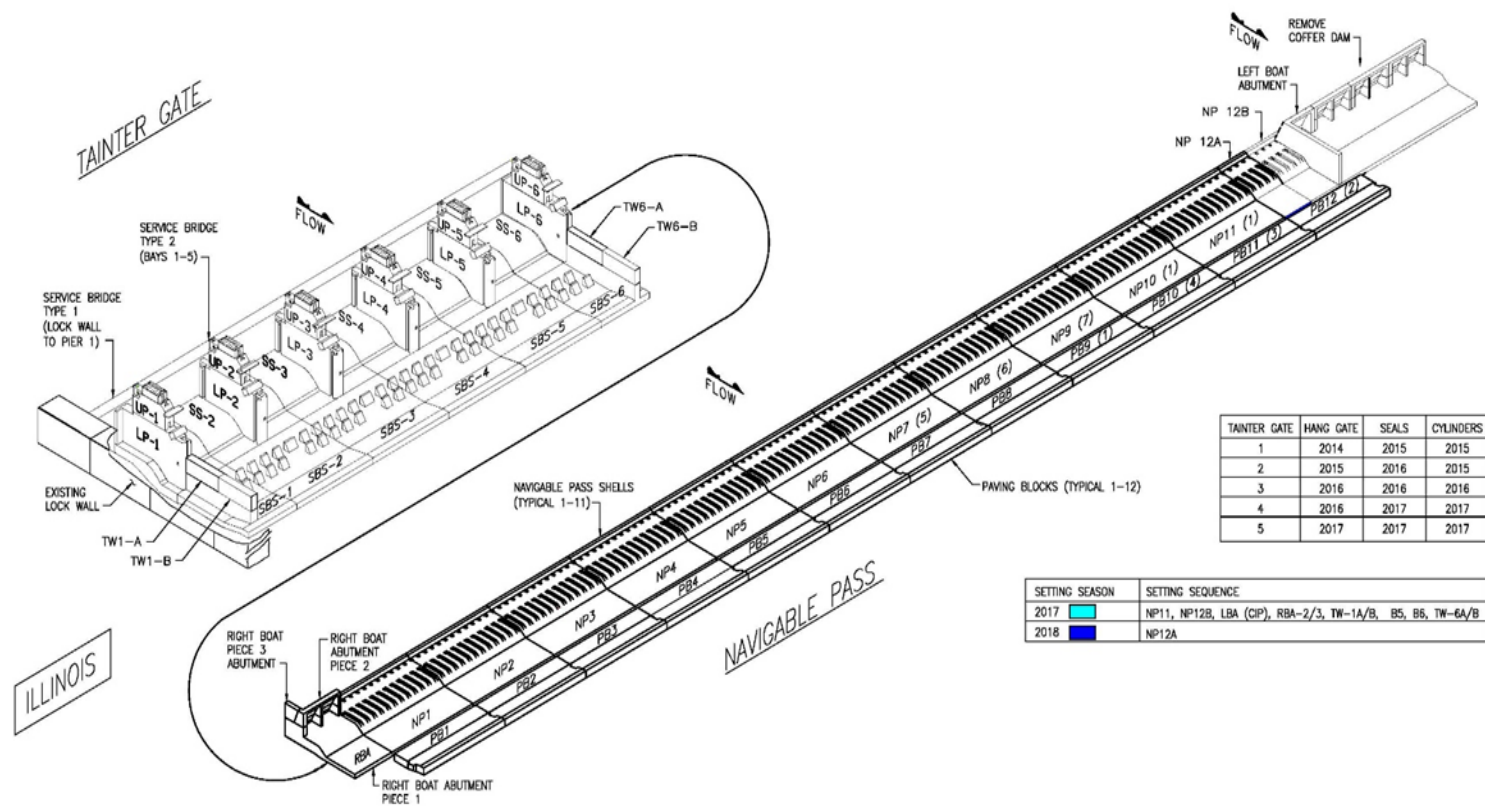 TAINTER GATE
FLOW
SERVICE BRIDGE
TYPE 2
(BAYS 1-5)
SERVICE BRIDGE
TYPE 1
(LOCK WALL
TO PIER 1)
UP-1
LP-1
UP-2
LP-2
UP-3
LP-3
UP-4
LP-4
UP-5
LP-5
UP-6
LP-6
SS-2
SS-3
SS-4
SS-5
SS-6
SBS-1
SBS-2
SBS-3
SBS-4
SBS-5
SBS-6
TW6-A
TW6-B
EXISTING
LOCK WALL
TW1-A
TW1-B
FLOW
REMOVE
COFFER DAM
LEFT BOAT
ABUTMENT
NP 12B
NP 12A
FLOW
NAVIGABLE PASS SHELLS
(TYPICAL 1-11)
PAVING BLOCKS (TYPICAL 1-12)
NAVIGABLE PASS
RIGHT BOAT
PIECE 3
ABUTMENT
RIGHT BOAT
ABUTMENT
PIECE 2
RBA
RIGHT BOAT ABUTMENT
PIECE 1
NP1
NP2
NP3
NP4
NP5
NP6
NP7 (5)
NP8 (6)
NP9 (7)
NP10 (1)
NP11 (1)
PB1
PB2
PB3
PB4
PB5
PB6
PB7
PB8
PB9 (1)
PB10 (4)
PB11 (3)
PB12 (2)
ILLINOIS
TAINTER GATE HANG GATE SEALS CYLINDERS
1 2014 2015 2015
2 2015 2016 2015
3 2016 2016 2016
4 2016 2017 2017
5 2017 2017 2017
SETTING SEASON SETTING SEQUENCE
2017 NP11, NP12B, LBA (CIP), RBA-2/3, TW-1A/B, B5, B6, TW-6A/B
2018 NP12A